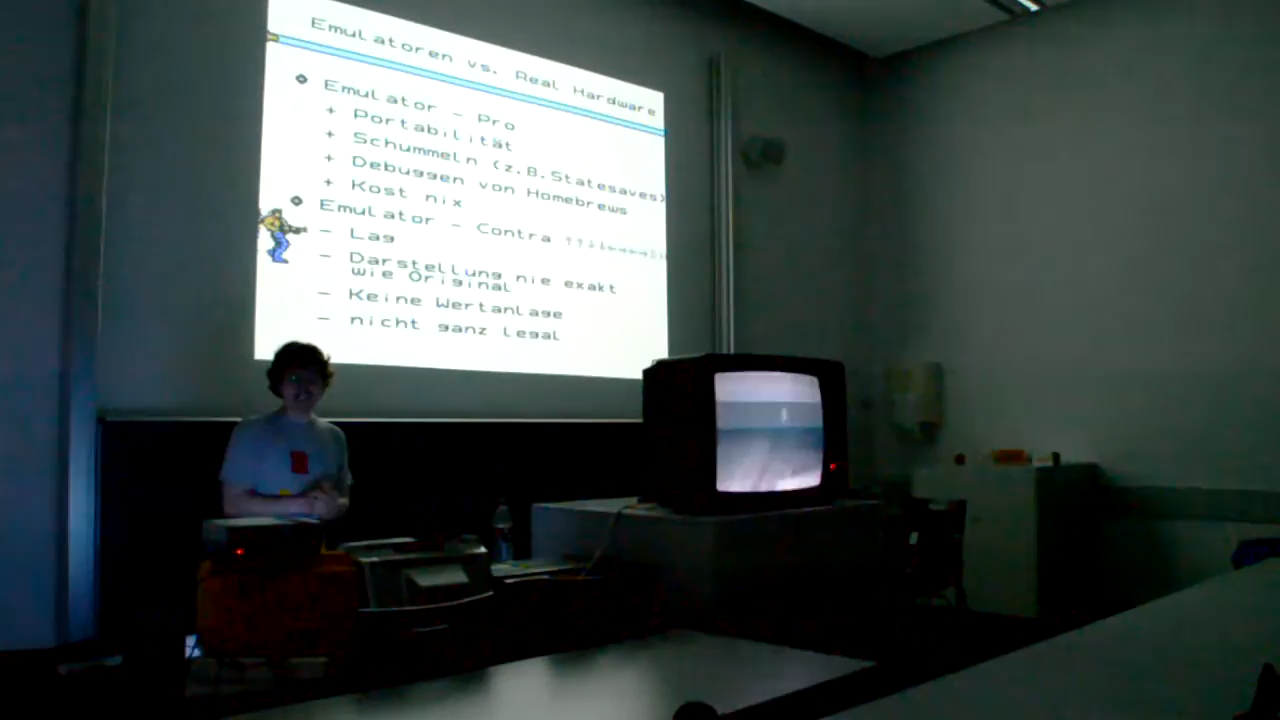 Emulatoren vs. Real Hardware
Emulator - Pro
+ Portabilität
+ Schummeln (z.B.Statesaves)
+ Debuggen von Homebrews
+ Kost nix
Emulator - Contra ↑↑↓↓←→←→
- Lag
- Darstellung nie exakt
wie Original
- Keine Wertanlage
- nicht ganz legal